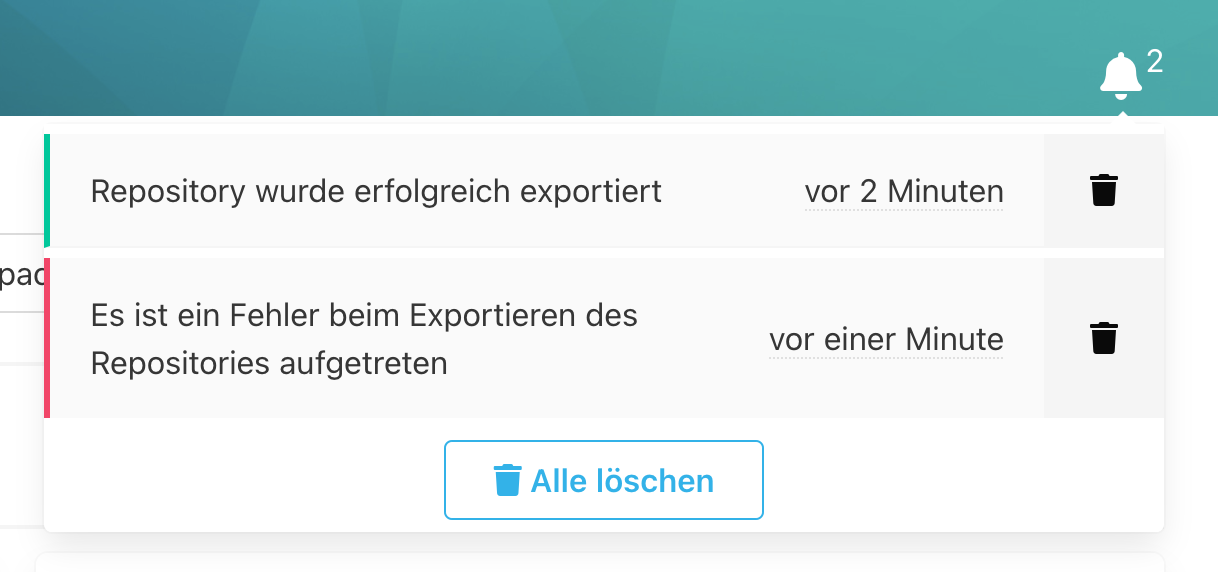 2
Repository wurde erfolgreich exportiert vor 2 Minuten
pac
Es ist ein Fehler beim Exportieren des
Repositories aufgetreten
vor einer Minute
Alle löschen